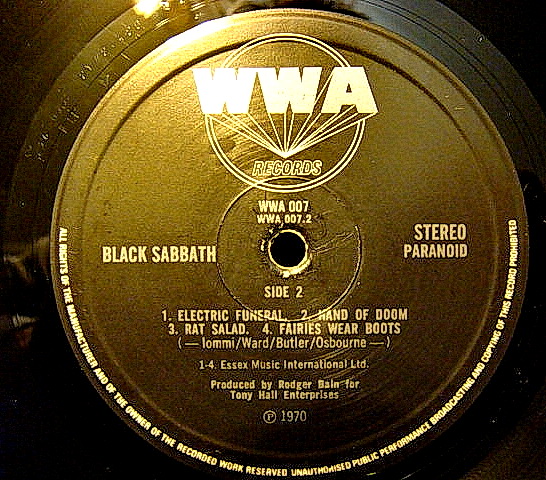 WWA
RECORDS
WWA 007
WWA 007.2
BLACK SABBATH
STEREO
PARANOID
SIDE 2
1. ELECTRIC FUNERAL. 2. HAND OF DOOM
3. RAT SALAD. 4. FAIRIES WEAR BOOTS
(— Iommi/Ward/Butler/Osbourne —)
1-4. Essex Music International Ltd.
Produced by Rodger Bain for
Tony Hall Enterprises
Ⓟ 1970
ALL RIGHTS OF THE MANUFACTURER AND OF THE OWNER OF THE RECORDED WORK RESERVED UNAUTHORISED PUBLIC PERFORMANCE BROADCASTING AND COPYING OF THIS RECORD PROHIBITED